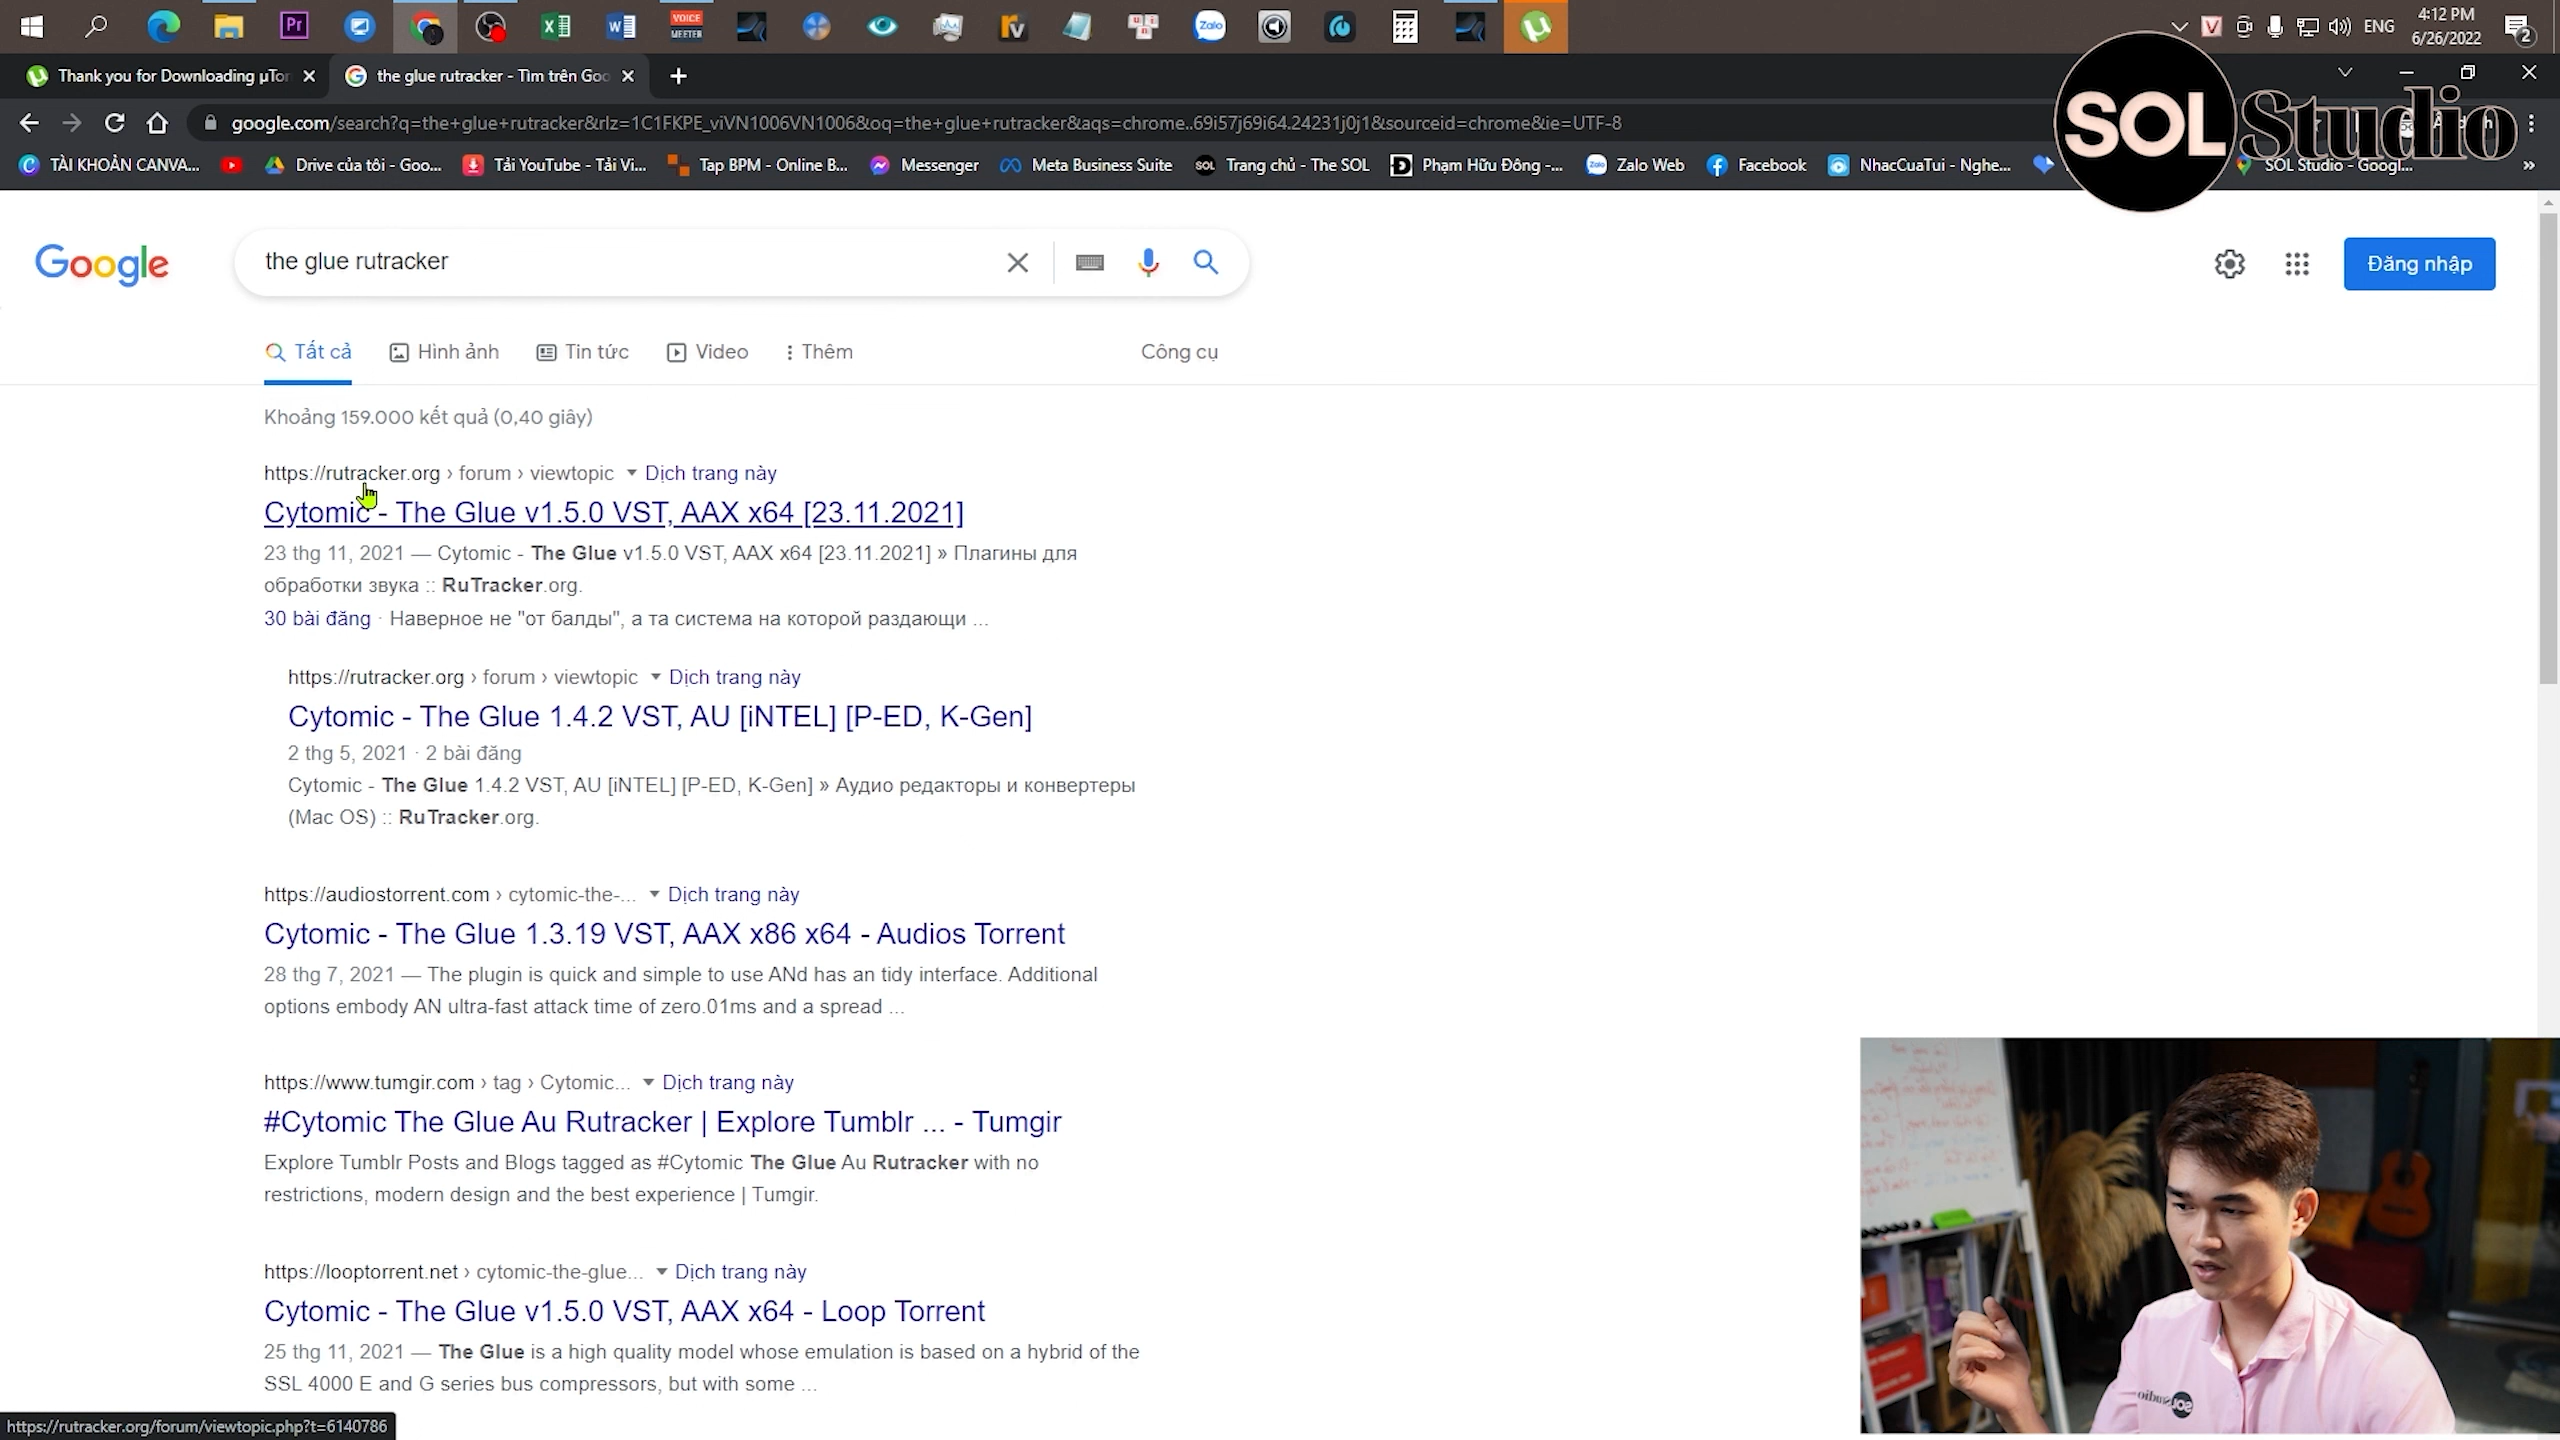 Pr
VOICE
MEETER
Zalo
V
ENG
4:12 PM
6/26/2022
2
Thank you for Downloading µTor
the glue rutracker - Tìm trên Goo
google.com/search?q=the+glue+rutracker&rlz=1C1FKPE_viVN1006VN1006&oq=the+glue+rutracker&aqs=chrome..69i57j69i64.24231j0j1&sourceid=chrome&ie=UTF-8
SOL Studio
TÀI KHOẢN CANVA...
Drive của tôi - Goo...
Tải YouTube - Tải Vi...
Tap BPM - Online B...
Messenger
Meta Business Suite
Trang chủ - The SOL
Phạm Hữu Đông -...
Zalo Web
Facebook
NhacCuaTui - Nghe...
SOL Studio - Googl...
»
Google
the glue rutracker
Đăng nhập
Tất cả
Hình ảnh
Tin tức
Video
Thêm
Công cụ
Khoảng 159.000 kết quả (0,40 giây)
https://rutracker.org › forum › viewtopic Dịch trang này
Cytomic - The Glue v1.5.0 VST, AAX x64 [23.11.2021]
23 thg 11, 2021 — Cytomic - The Glue v1.5.0 VST, AAX x64 [23.11.2021] » Плагины для
обработки звука :: RuTracker.org.
30 bài đăng · Наверное не "от балды", а та система на которой раздающи ...
https://rutracker.org › forum › viewtopic Dịch trang này
Cytomic - The Glue 1.4.2 VST, AU [iNTEL] [P-ED, K-Gen]
2 thg 5, 2021 · 2 bài đăng
Cytomic - The Glue 1.4.2 VST, AU [iNTEL] [P-ED, K-Gen] » Аудио редакторы и конвертеры
(Mac OS) :: RuTracker.org.
https://audiostorrent.com › cytomic-the-... Dịch trang này
Cytomic - The Glue 1.3.19 VST, AAX x86 x64 - Audios Torrent
28 thg 7, 2021 — The plugin is quick and simple to use ANd has an tidy interface. Additional
options embody AN ultra-fast attack time of zero.01ms and a spread ...
https://www.tumgir.com › tag › Cytomic... Dịch trang này
#Cytomic The Glue Au Rutracker | Explore Tumblr ... - Tumgir
Explore Tumblr Posts and Blogs tagged as #Cytomic The Glue Au Rutracker with no
restrictions, modern design and the best experience | Tumgir.
https://looptorrent.net › cytomic-the-glue... Dịch trang này
Cytomic - The Glue v1.5.0 VST, AAX x64 - Loop Torrent
25 thg 11, 2021 — The Glue is a high quality model whose emulation is based on a hybrid of the
SSL 4000 E and G series bus compressors, but with some ...
https://rutracker.org/forum/viewtopic.php?t=6140786